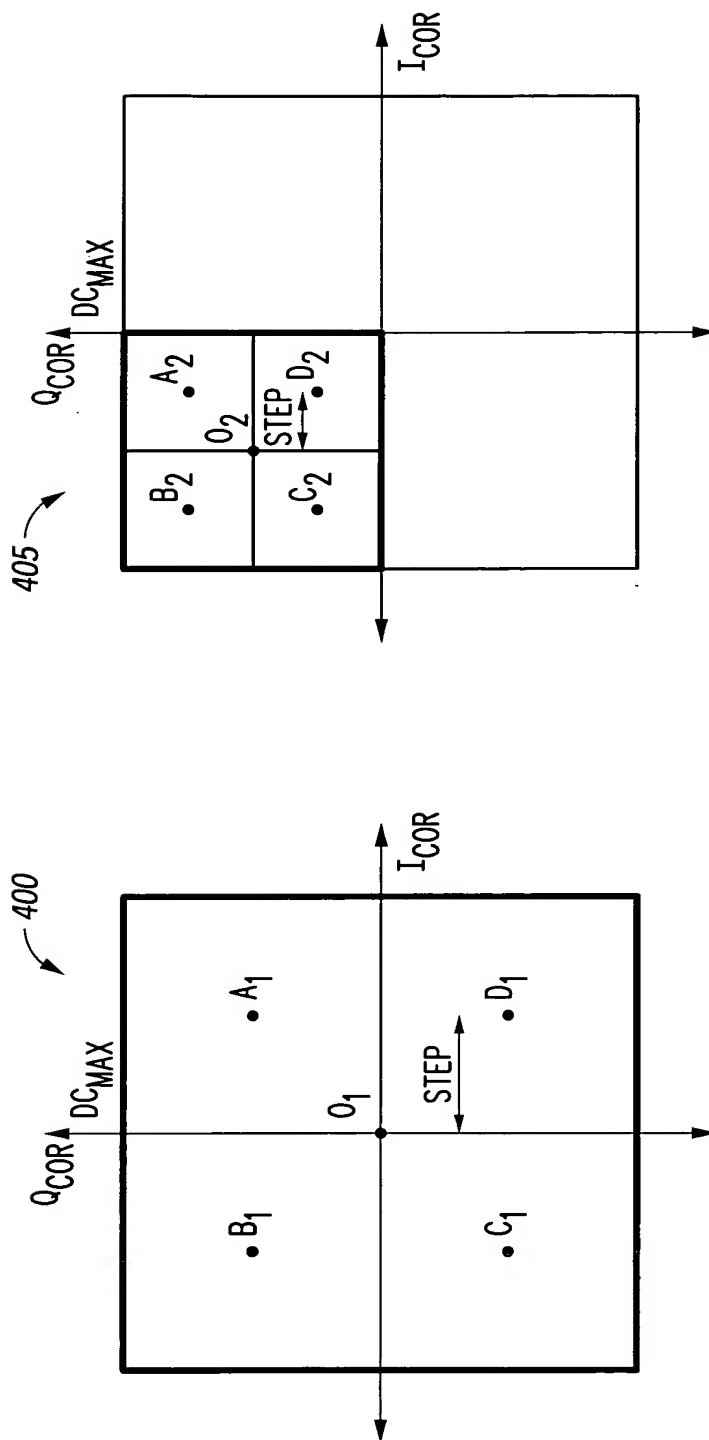 400
Q_COR
DC_MAX
B_1
A_1
O_1
I_COR
STEP
C_1
D_1
405
Q_COR
DC_MAX
B_2
A_2
O_2
STEP
C_2
D_2
I_COR